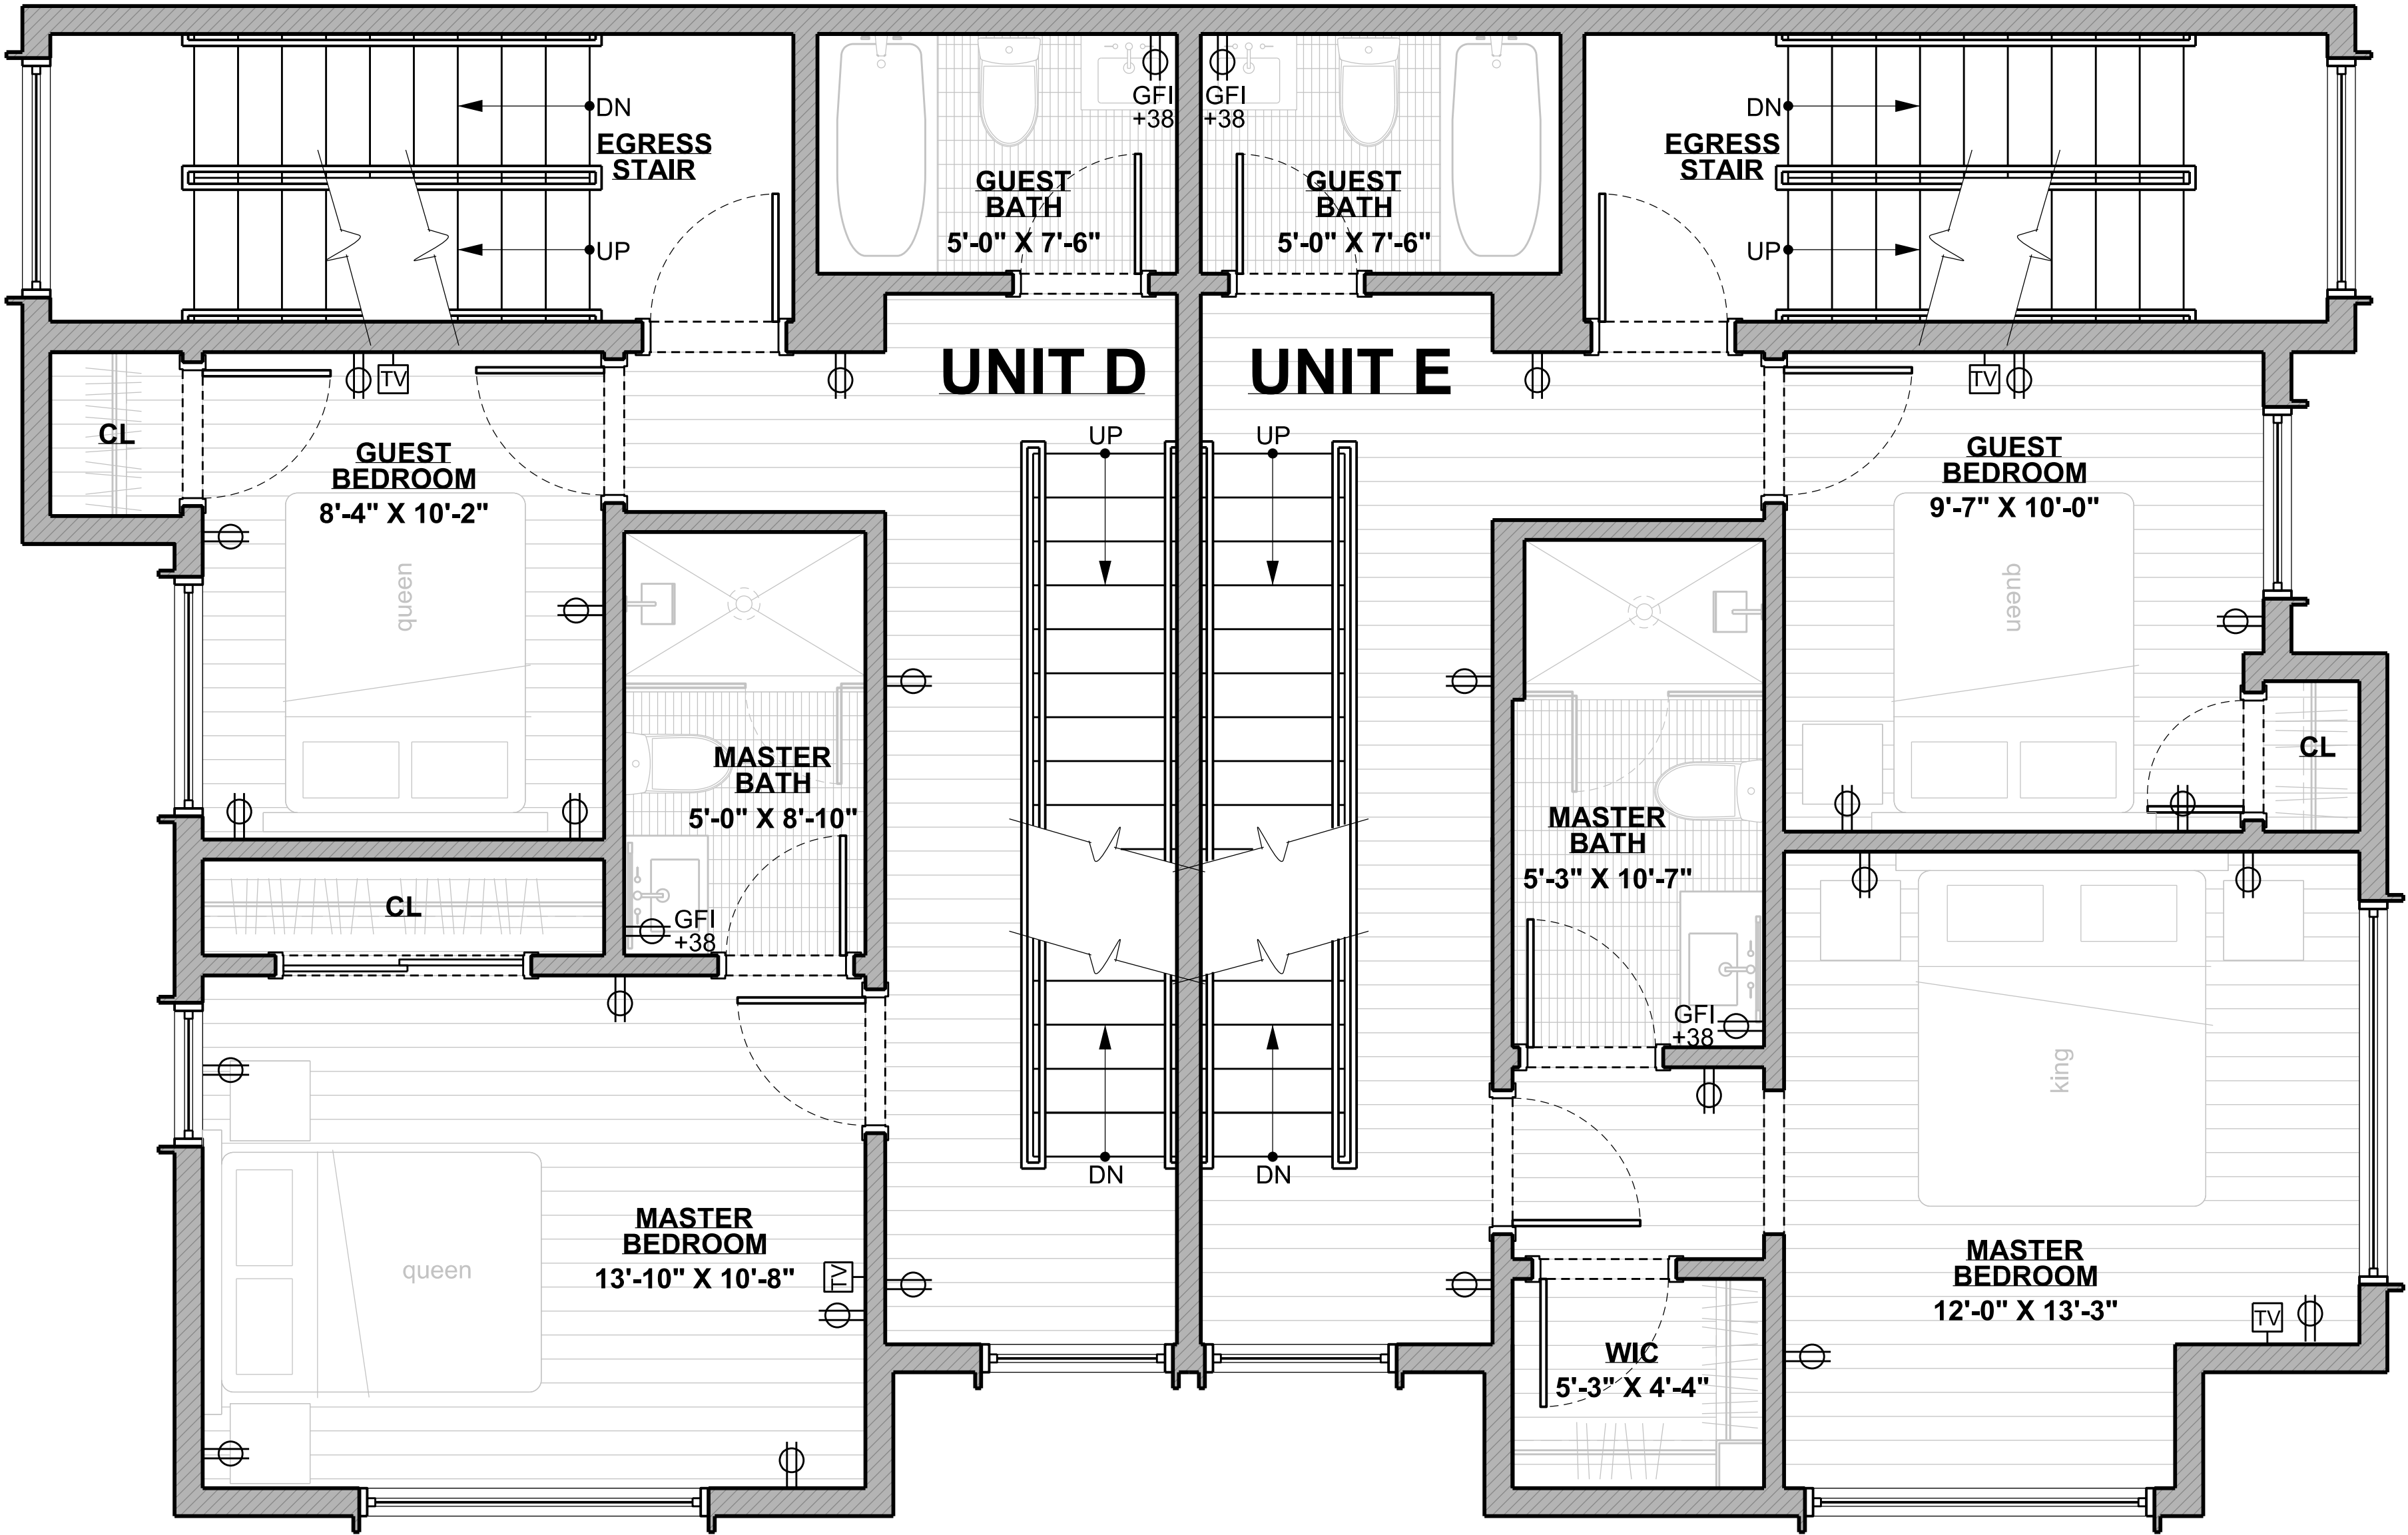 DN
EGRESS
STAIR
UP
GFI
+38
GUEST
BATH
5'-0" X 7'-6"
GFI
+38
GUEST
BATH
5'-0" X 7'-6"
DN
EGRESS
STAIR
UP
UNIT D
UNIT E
TV
CL
GUEST
BEDROOM
8'-4" X 10'-2"
queen
UP
UP
TV
GUEST
BEDROOM
9'-7" X 10'-0"
queen
CL
MASTER
BATH
5'-0" X 8'-10"
GFI
+38
CL
MASTER
BATH
5'-3" X 10'-7"
GFI
+38
king
DN
DN
MASTER
BEDROOM
13'-10" X 10'-8"
queen
TV
MASTER
BEDROOM
12'-0" X 13'-3"
TV
WIC
5'-3" X 4'-4"